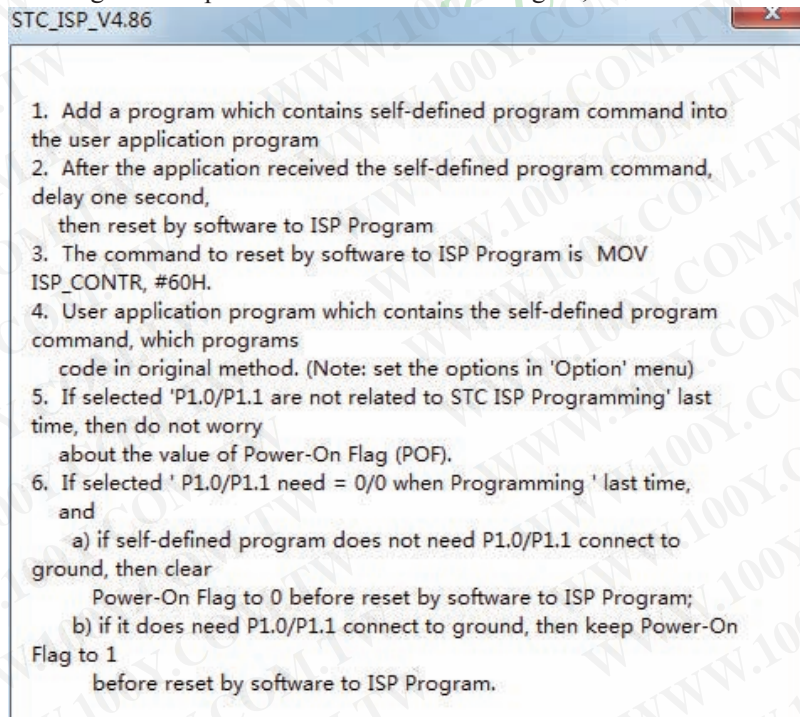 STC_ISP_V4.86
1. Add a program which contains self-defined program command into
the user application program
2. After the application received the self-defined program command,
delay one second,
then reset by software to ISP Program
3. The command to reset by software to ISP Program is MOV
ISP_CONTR, #60H.
4. User application program which contains the self-defined program
command, which programs
code in original method. (Note: set the options in 'Option' menu)
5. If selected 'P1.0/P1.1 are not related to STC ISP Programming' last
time, then do not worry
about the value of Power-On Flag (POF).
6. If selected ' P1.0/P1.1 need = 0/0 when Programming ' last time,
and
a) if self-defined program does not need P1.0/P1.1 connect to
ground, then clear
Power-On Flag to 0 before reset by software to ISP Program;
b) if it does need P1.0/P1.1 connect to ground, then keep Power-On
Flag to 1
before reset by software to ISP Program.
WWW.100Y.COM.TW